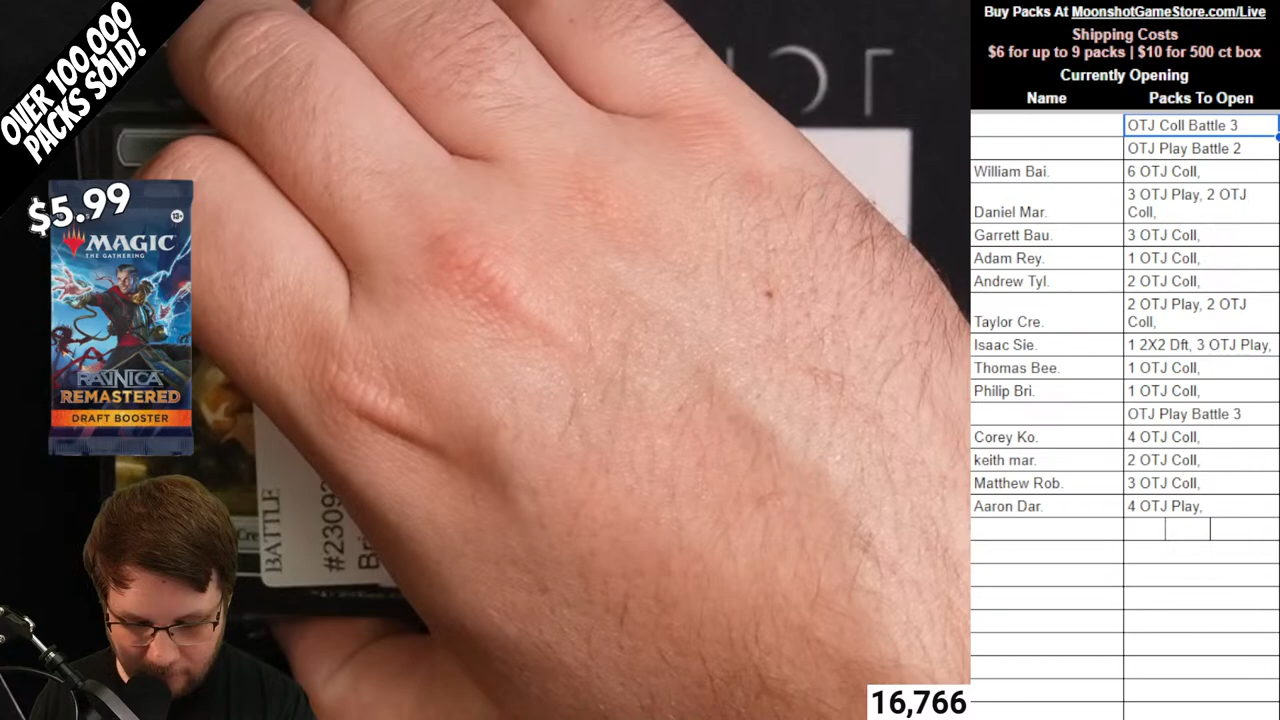 OVER 100,000
PACKS SOLD!
$5.99
13+
MAGIC
THE GATHERING
RAVNICA
REMASTERED
DRAFT BOOSTER
BATTLE
#23093
Bri
Cre
16,766
Buy Packs At MoonshotGameStore.com/Live
Shipping Costs
$6 for up to 9 packs | $10 for 500 ct box
Currently Opening
Name Packs To Open
OTJ Coll Battle 3
OTJ Play Battle 2
William Bai. 6 OTJ Coll,
Daniel Mar. 3 OTJ Play, 2 OTJ
Coll,
Garrett Bau. 3 OTJ Coll,
Adam Rey. 1 OTJ Coll,
Andrew Tyl. 2 OTJ Coll,
Taylor Cre. 2 OTJ Play, 2 OTJ
Coll,
Isaac Sie. 1 2X2 Dft, 3 OTJ Play,
Thomas Bee. 1 OTJ Coll,
Philip Bri. 1 OTJ Coll,
OTJ Play Battle 3
Corey Ko. 4 OTJ Coll,
keith mar. 2 OTJ Coll,
Matthew Rob. 3 OTJ Coll,
Aaron Dar. 4 OTJ Play,